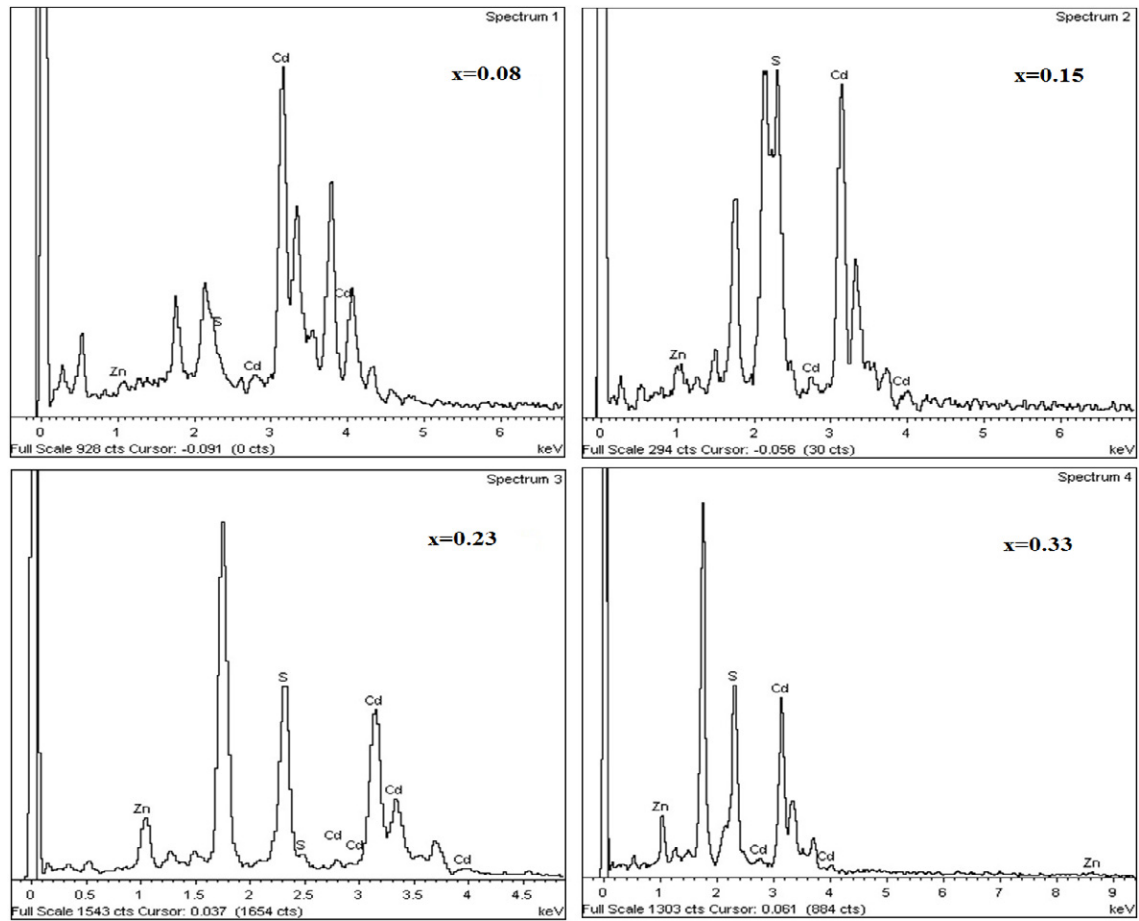 Spectrum 1
x=0.08
Cd
Cd
S
Zn
Cd
0 1 2 3 4 5 6
Full Scale 928 cts Cursor: -0.091 (0 cts) keV
Spectrum 2
x=0.15
S
Cd
Zn
Cd
Cd
0 1 2 3 4 5 6
Full Scale 294 cts Cursor: -0.056 (30 cts) keV
Spectrum 3
x=0.23
Cd
Zn
Cd
S
Cd
Cd
Cd
0 0.5 1 1.5 2 2.5 3 3.5 4 4.5
Full Scale 1543 cts Cursor: 0.037 (1654 cts) keV
Spectrum 4
x=0.33
S
Cd
Zn
Cd
Cd
Zn
0 1 2 3 4 5 6 7 8 9
Full Scale 1303 cts Cursor: 0.061 (884 cts) keV